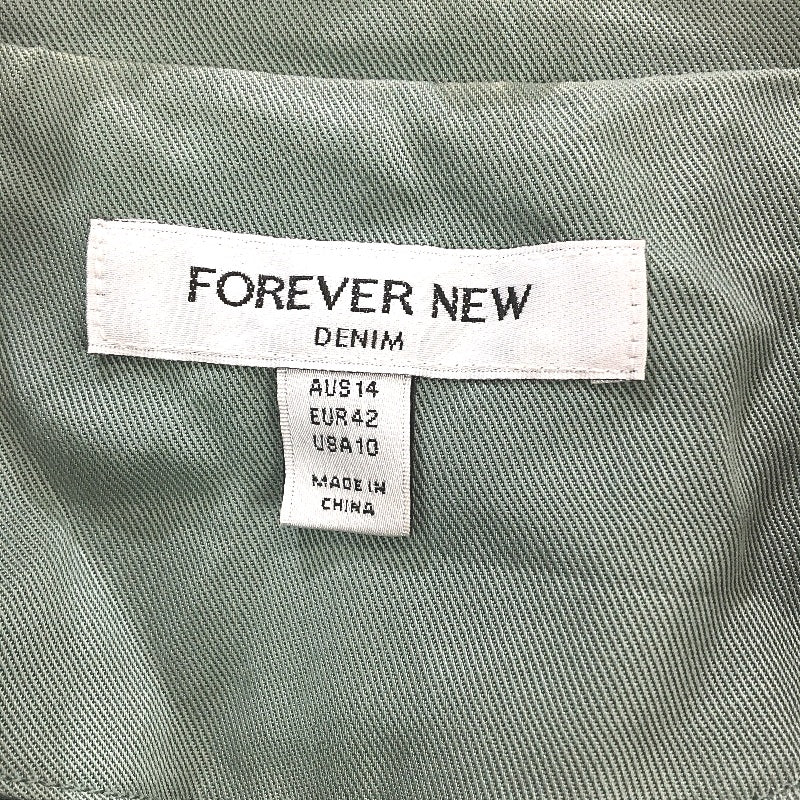 FOREVER NEW
DENIM
AUS14
EUR42
USA10
MADE IN
CHINA